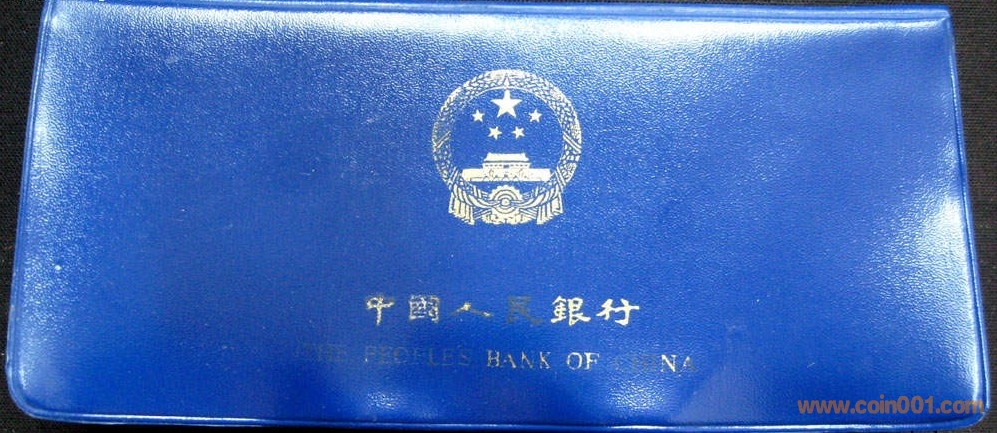 中國人民銀行
THE PEOPLE'S BANK OF CHINA
www.coin001.com